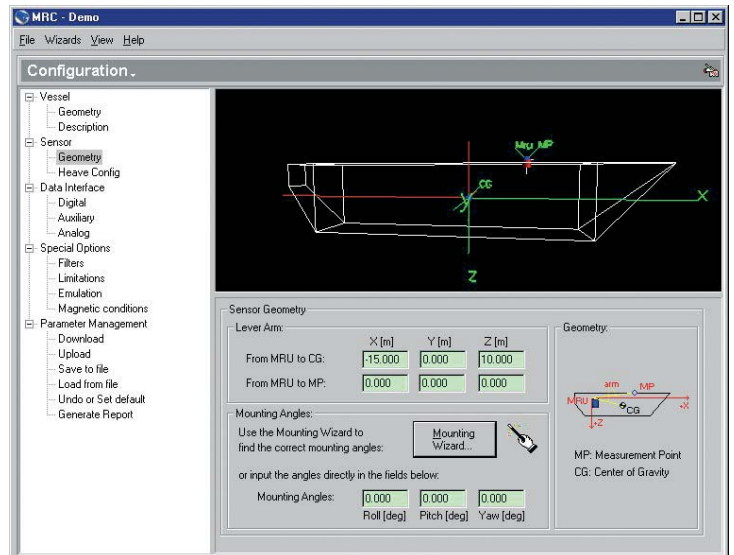 MRC - Demo
File Wizards View Help
Configuration
Vessel
Geometry
Description
Sensor
Geometry
Heave Config
Data Interface
Digital
Auxiliary
Analog
Special Options
Filters
Limitations
Emulation
Magnetic conditions
Parameter Management
Download
Upload
Save to file
Load from file
Undo or Set default
Generate Report
Mru MP
CG
y
X
Z
Sensor Geometry
Lever Arm:
X [m] Y [m] Z [m]
From MRU to CG: -15.000 0.000 10.000
From MRU to MP: 0.000 0.000 0.000
Mounting Angles:
Use the Mounting Wizard to
find the correct mounting angles:
Mounting
Wizard...
or input the angles directly in the fields below:
Mounting Angles: 0.000 0.000 0.000
Roll [deg] Pitch [deg] Yaw [deg]
Geometry:
arm MP
MRU
CG
+X
+Z
MP: Measurement Point
CG: Center of Gravity